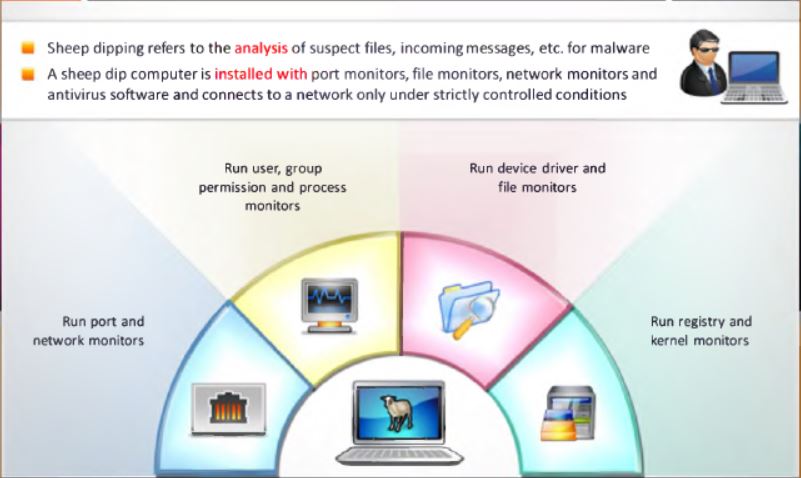 Sheep dipping refers to the analysis of suspect files, incoming messages, etc. for malware
A sheep dip computer is installed with port monitors, file monitors, network monitors and
antivirus software and connects to a network only under strictly controlled conditions
Run user, group
permission and process
monitors
Run device driver and
file monitors
Run port and
network monitors
Run registry and
kernel monitors